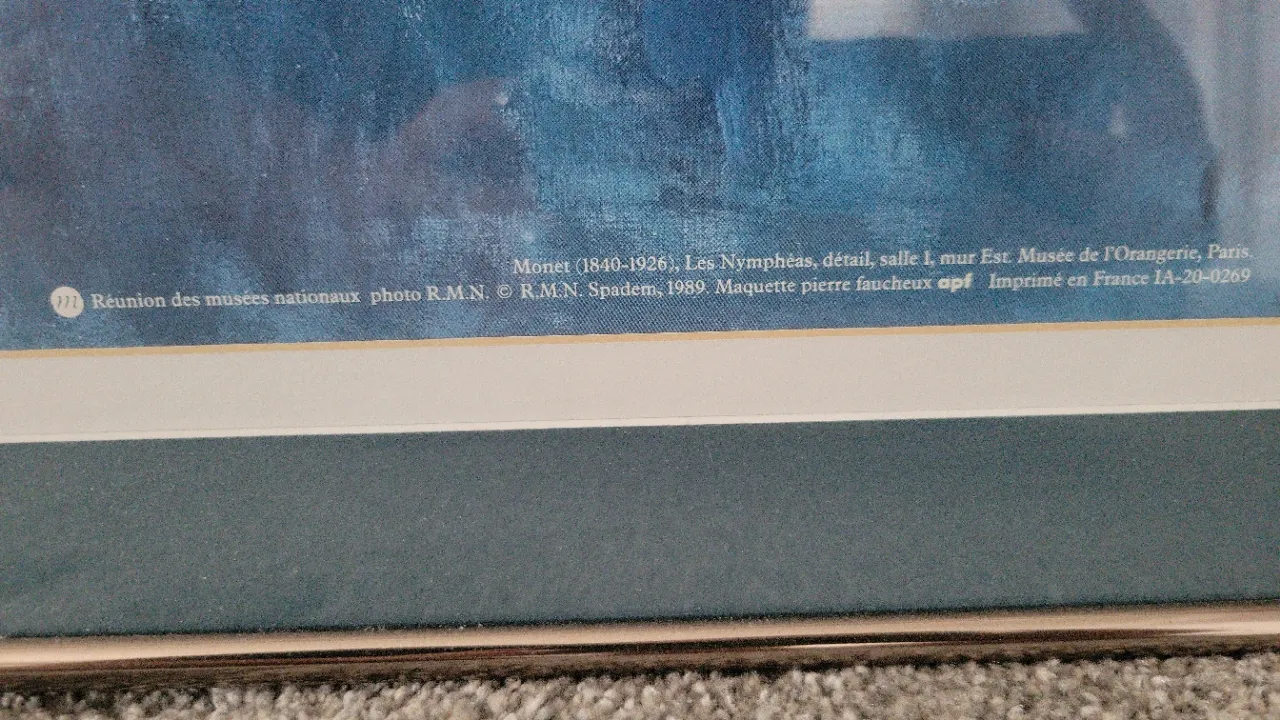 Monet (1840-1926), Les Nymphéas, détail, salle I, mur Est. Musée de l'Orangerie, Paris.
m Réunion des musées nationaux photo R.M.N. © R.M.N. Spadem, 1989. Maquette pierre faucheux apf Imprimé en France IA-20-0269